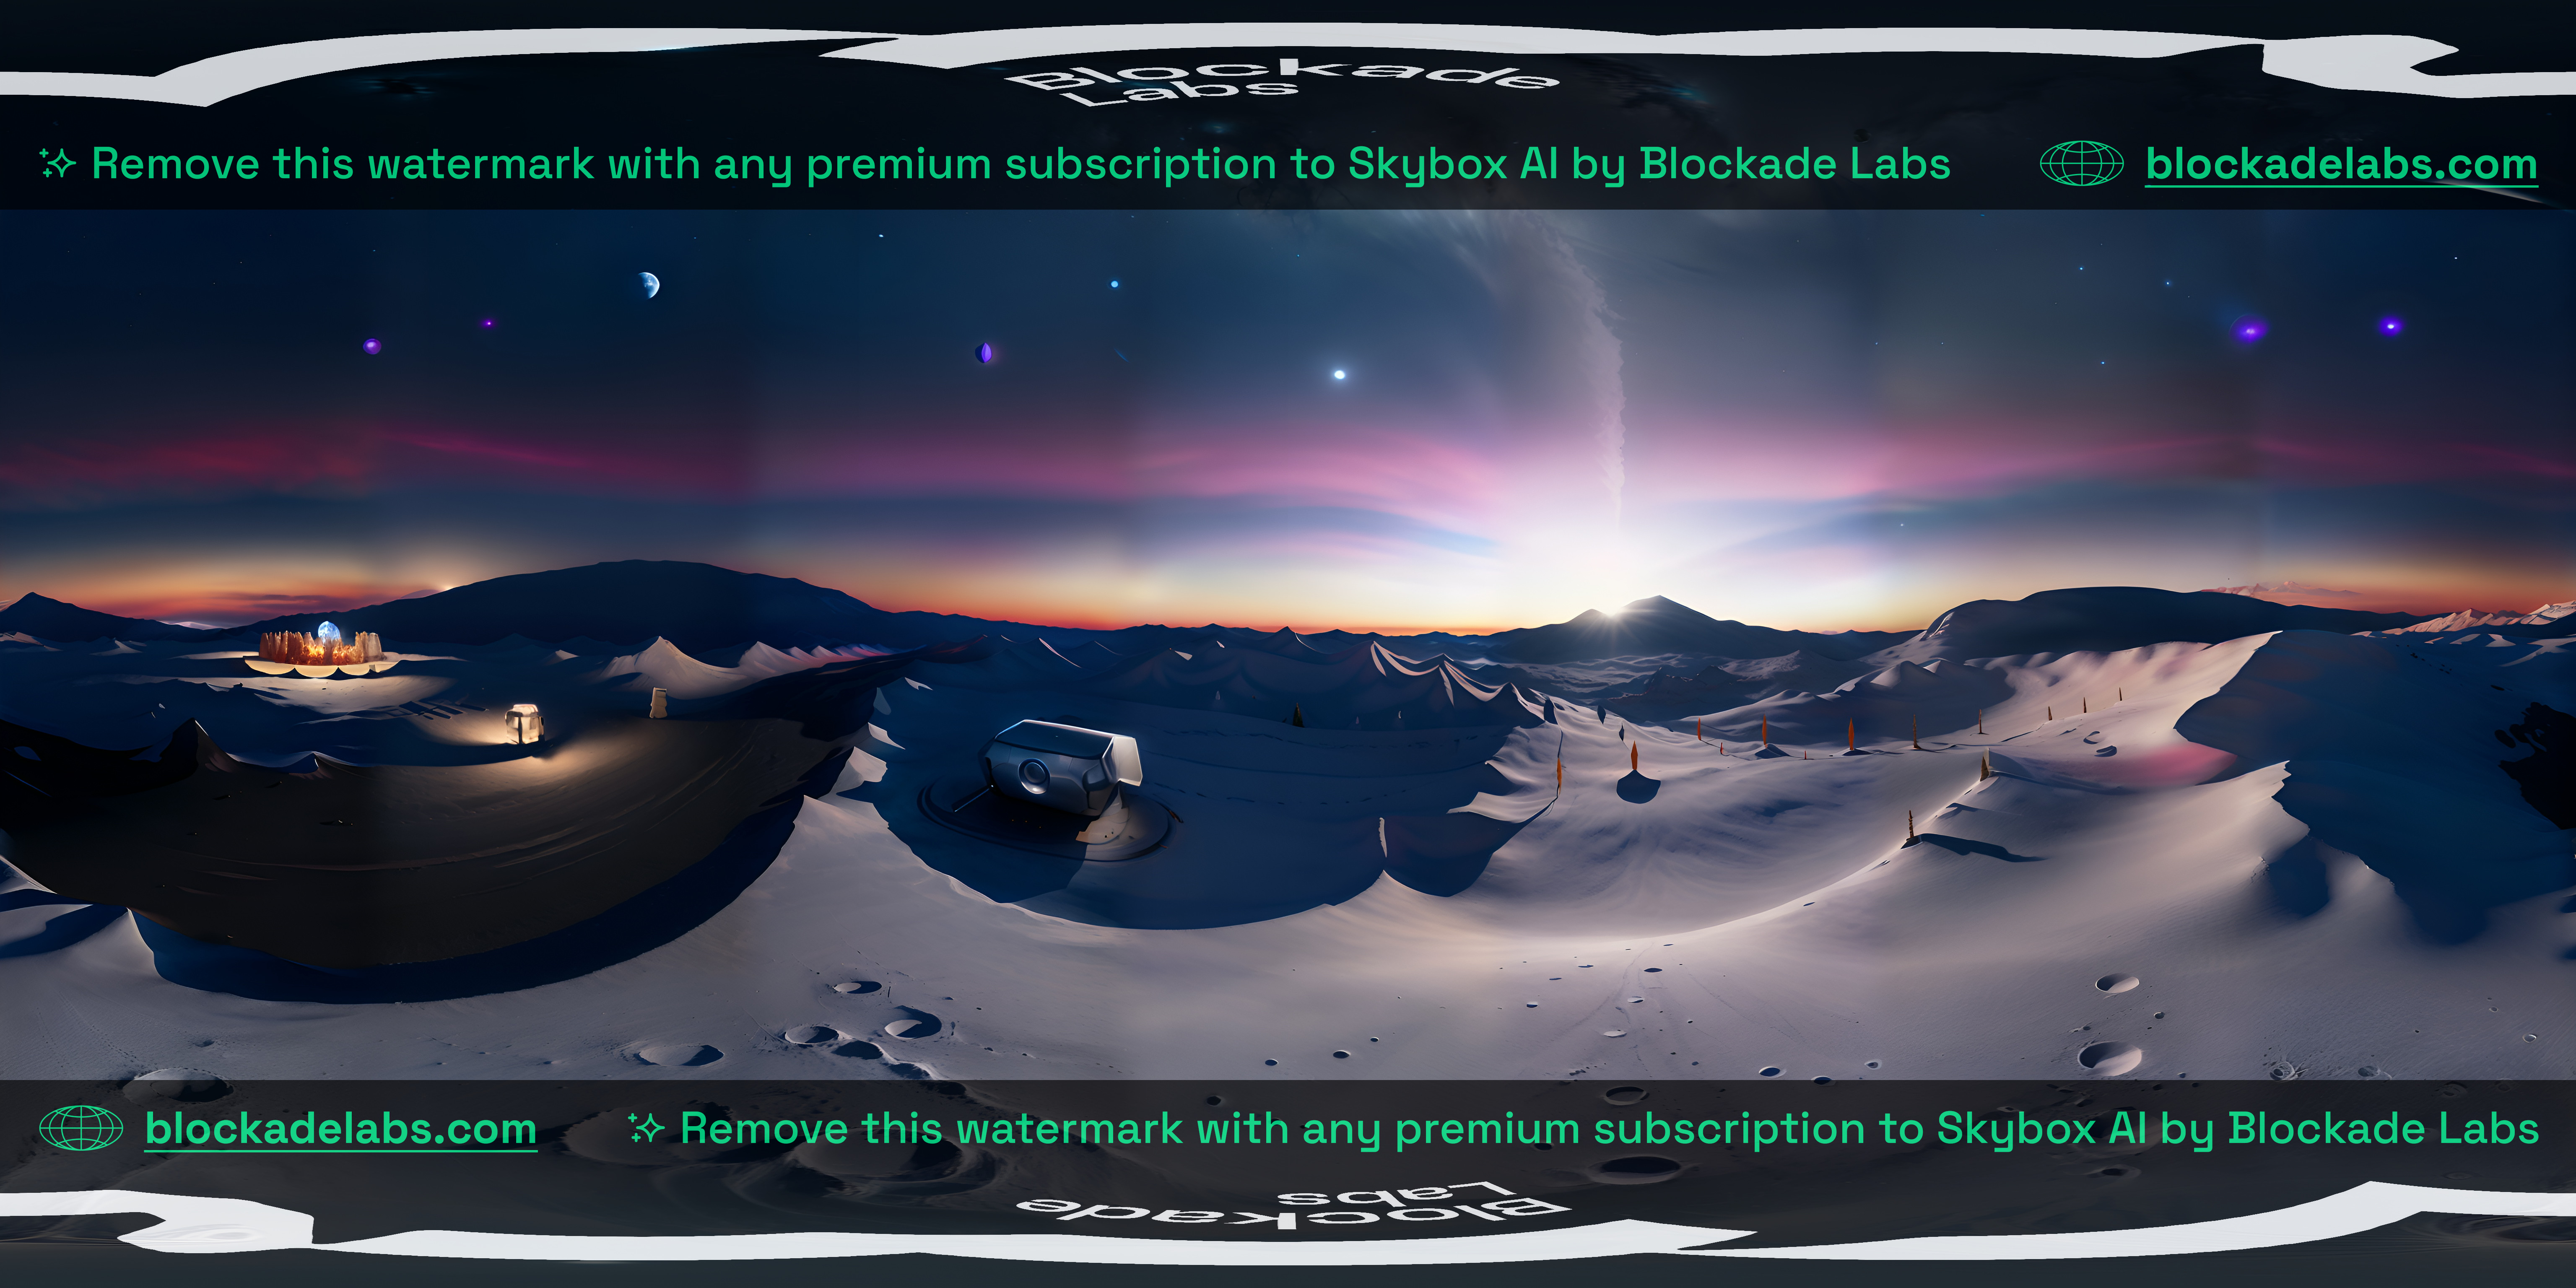 Blockade
Labs
Remove this watermark with any premium subscription to Skybox AI by Blockade Labs
blockadelabs.com
blockadelabs.com
Remove this watermark with any premium subscription to Skybox AI by Blockade Labs
Labs
Blockade